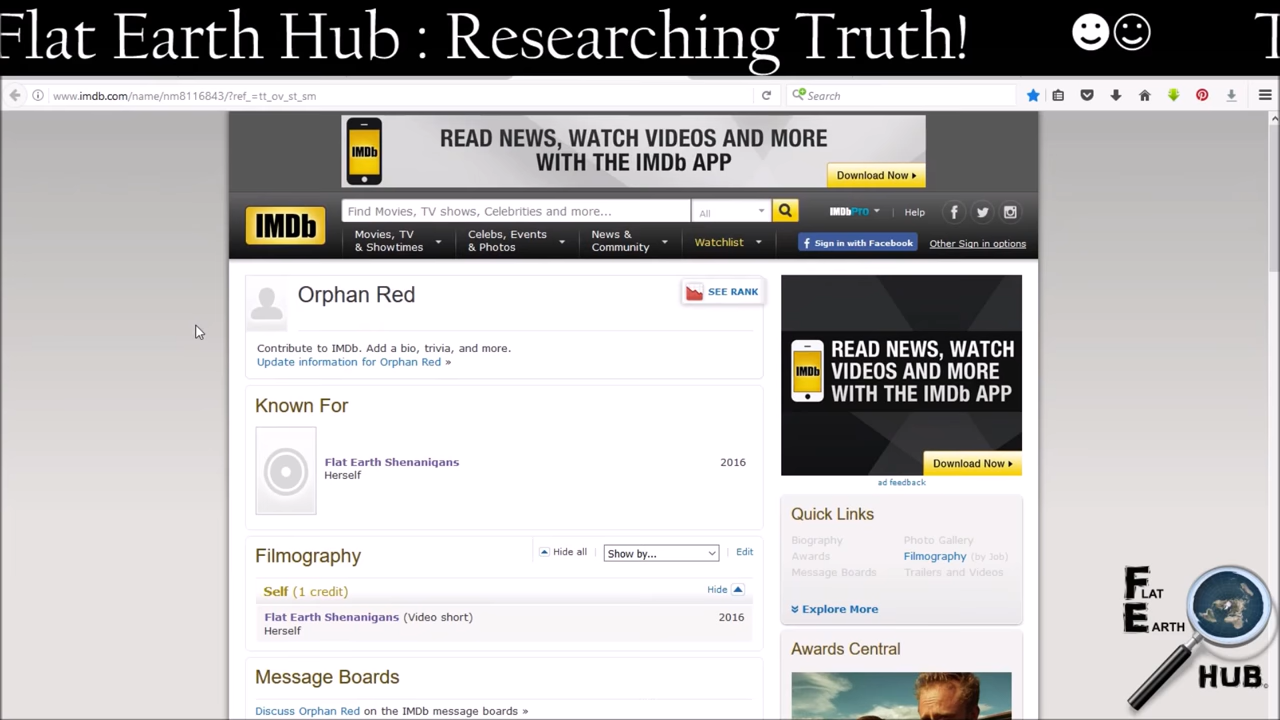 Flat Earth Hub : Researching Truth! T
www.imdb.com/name/nm8116843/?ref_=tt_ov_st_sm
Search
IMDb
READ NEWS, WATCH VIDEOS AND MORE
WITH THE IMDb APP
Download Now
IMDb
Find Movies, TV shows, Celebrities and more...
All
IMDbPro
Help
Movies, TV
& Showtimes
Celebs, Events
& Photos
News &
Community
Watchlist
f Sign in with Facebook
Other Sign in options
Orphan Red
SEE RANK
Contribute to IMDb. Add a bio, trivia, and more.
Update information for Orphan Red »
Known For
Flat Earth Shenanigans
Herself
2016
Filmography
Hide all
Show by...
Edit
Self (1 credit)
Hide
Flat Earth Shenanigans (Video short)
Herself
2016
Message Boards
Discuss Orphan Red on the IMDb message boards »
IMDb
READ NEWS, WATCH
VIDEOS AND MORE
WITH THE IMDb APP
Download Now
ad feedback
Quick Links
Biography
Photo Gallery
Awards
Filmography (by Job)
Message Boards
Trailers and Videos
Explore More
Awards Central
FLAT
EARTH
HUB